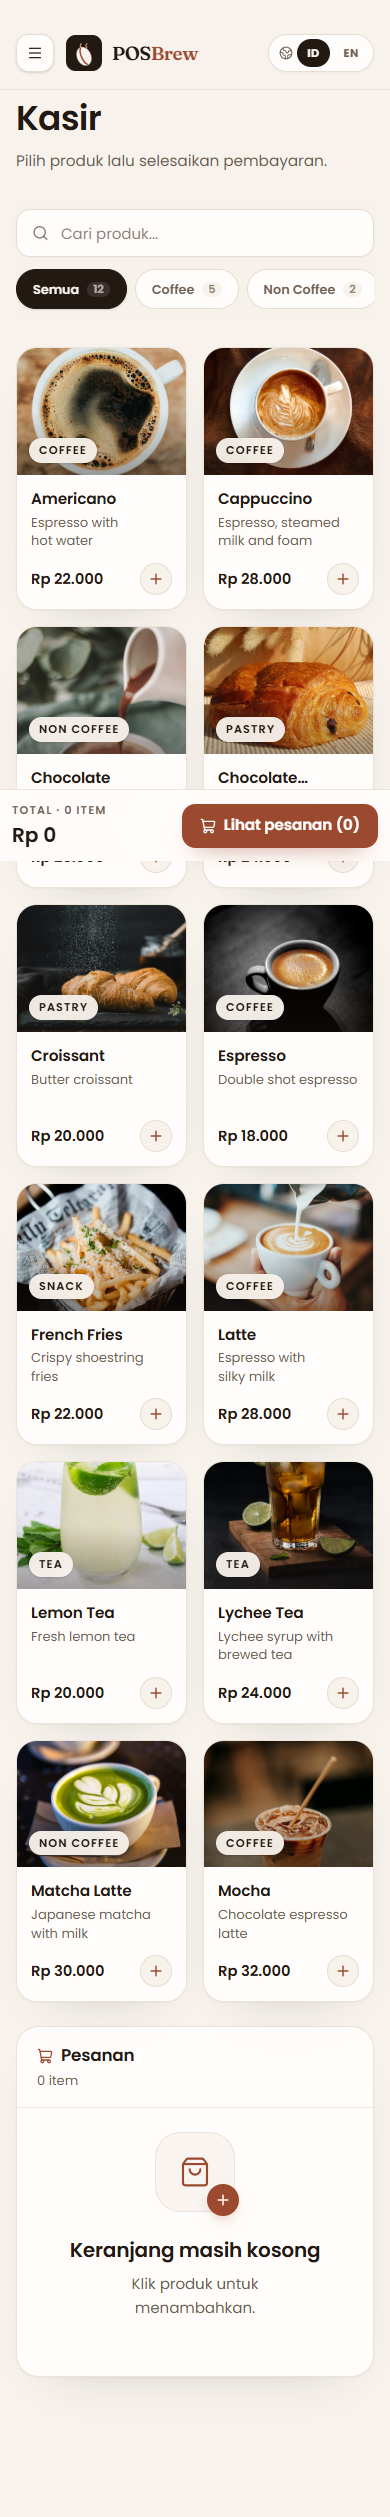 POSBrew
ID EN
Kasir
Pilih produk lalu selesaikan pembayaran.
Cari produk...
Semua 12 Coffee 5 Non Coffee 2
COFFEE
Americano
Espresso with
hot water
Rp 22.000
COFFEE
Cappuccino
Espresso, steamed
milk and foam
Rp 28.000
NON COFFEE
Chocolate
PASTRY
Chocolate...
TOTAL · 0 ITEM
Rp 0
Lihat pesanan (0)
PASTRY
Croissant
Butter croissant
Rp 20.000
COFFEE
Espresso
Double shot espresso
Rp 18.000
SNACK
French Fries
Crispy shoestring
fries
Rp 22.000
COFFEE
Latte
Espresso with
silky milk
Rp 28.000
TEA
Lemon Tea
Fresh lemon tea
Rp 20.000
TEA
Lychee Tea
Lychee syrup with
brewed tea
Rp 24.000
NON COFFEE
Matcha Latte
Japanese matcha
with milk
Rp 30.000
COFFEE
Mocha
Chocolate espresso
latte
Rp 32.000
Pesanan
0 item
Keranjang masih kosong
Klik produk untuk
menambahkan.